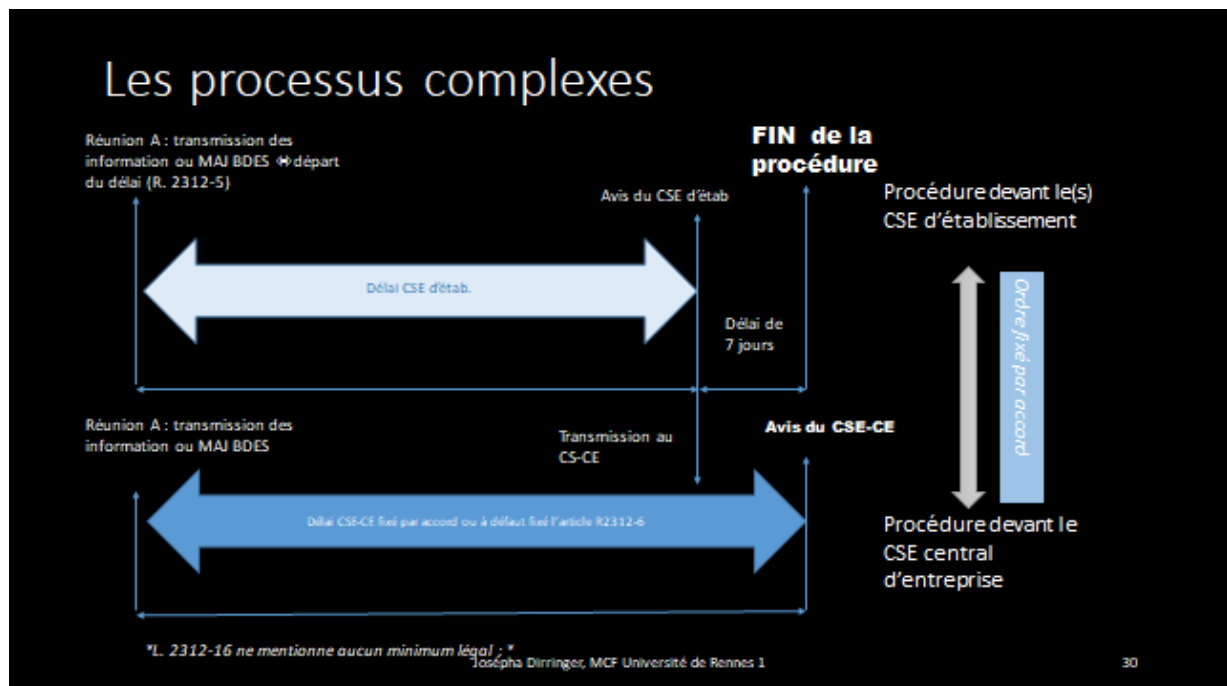 Les processus complexes
Réunion A : transmission des
information ou MAJ BDES ⇔ départ
du délai (R. 2312-5)
FIN de la
procédure
Avis du CSE d'étab
Procédure devant le(s)
CSE d'établissement
Délai CSE d'étab.
Délai de
7 jours
Ordre fixé par accord
Réunion A : transmission des
information ou MAJ BDES
Transmission au
CS-CE
Avis du CSE-CE
Délai CSE-CE fixé par accord ou à défaut fixé l'article R2312-6
Procédure devant le
CSE central
d'entreprise
*L. 2312-16 ne mentionne aucun minimum légal ; *
Josépha Dirringer, MCF Université de Rennes 1
30